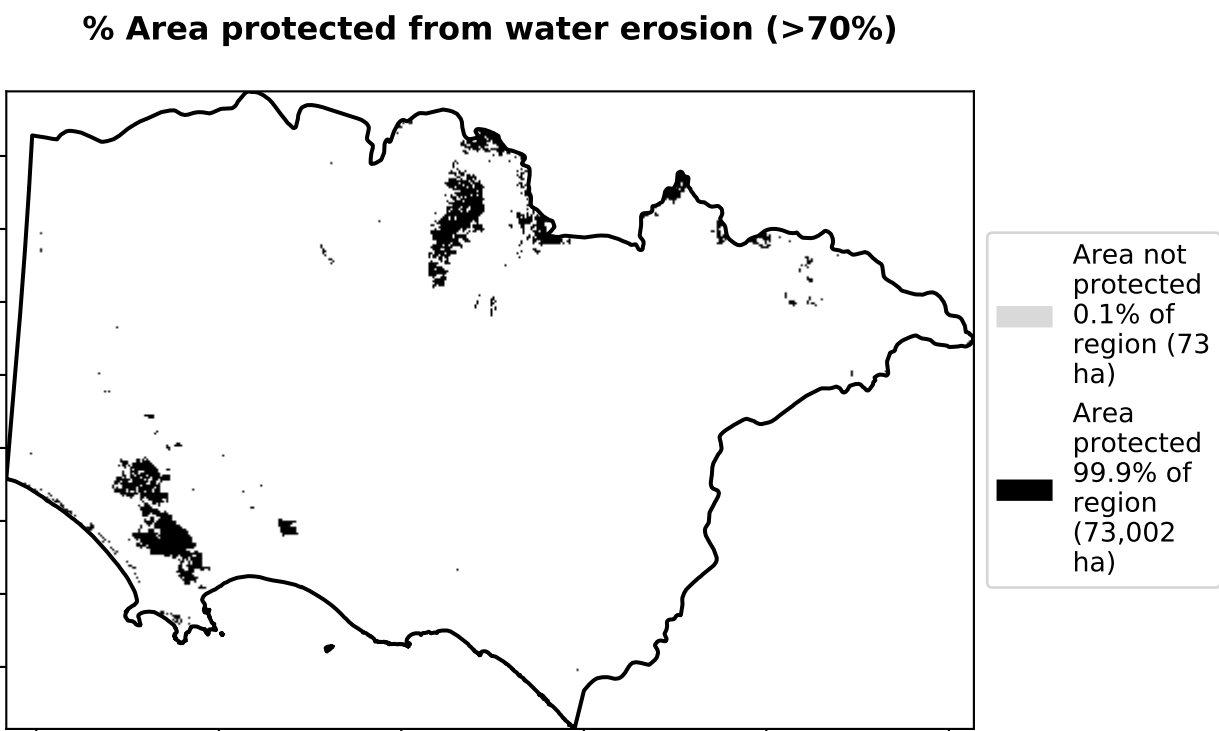 % Area protected from water erosion (>70%)
Area not
protected
0.1% of
region (73
ha)
Area
protected
99.9% of
region
(73,002
ha)